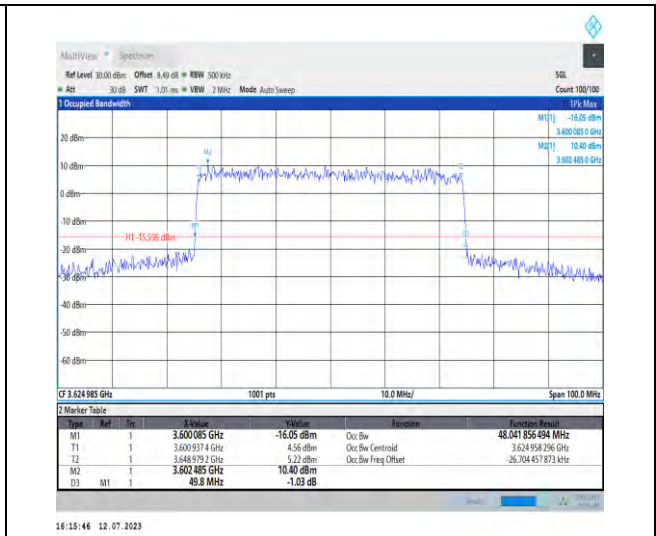 MultiView Spectrum
Ref Level 30.00 dBm Offset 8.49 dB RBW 500 kHz SGL
Att 30 dB SWT 1.01 ms VBW 2 MHz Mode Auto Sweep Count 100/100
1 Occupied Bandwidth 1Pk Max
M1[1] -16.05 dBm
3.600 085 0 GHz
20 dBm
M2[1] 10.40 dBm
3.602 485 0 GHz
M2
10 dBm
0 dBm
-10 dBm
H1 -15.596 dBm
-20 dBm
-30 dBm
-40 dBm
-50 dBm
-60 dBm
CF 3.624 985 GHz 1001 pts 10.0 MHz/ Span 100.0 MHz
2 Marker Table
Type Ref Trc X-Value Y-Value Function Function Result
M1 1 3.600 085 GHz -16.05 dBm Occ Bw 48.041 856 494 MHz
T1 1 3.600 937 4 GHz 4.56 dBm Occ Bw Centroid 3.624 958 296 GHz
T2 1 3.648 979 2 GHz 5.22 dBm Occ Bw Freq Offset -26.704 457 873 kHz
M2 1 3.602 485 GHz 10.40 dBm
D3 M1 1 49.8 MHz -1.03 dB
16:15:46 12.07.2023